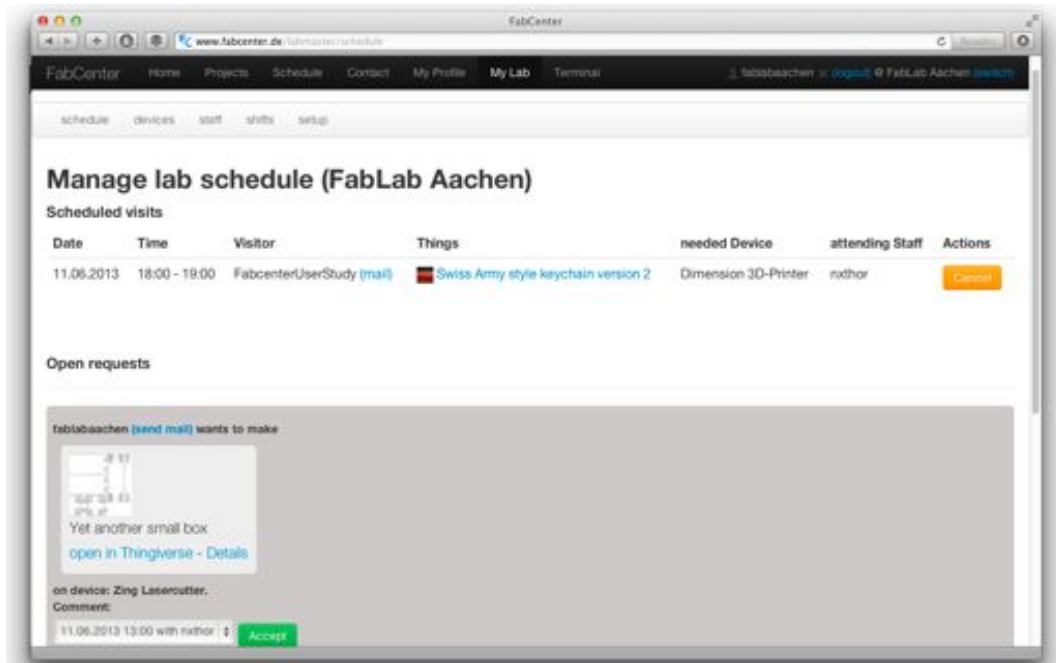 FabCenter
www.fabcenter.de/labmaster/schedule
Reader
FabCenter Home Projects Schedule Contact My Profile My Lab Terminal fablabaachen (logout) @ FabLab Aachen (switch)
schedule devices staff shifts setup
Manage lab schedule (FabLab Aachen)
Scheduled visits
Date Time Visitor Things needed Device attending Staff Actions
11.06.2013 18:00 - 19:00 FabcenterUserStudy (mail) Swiss Army style keychain version 2 Dimension 3D-Printer nxthor Cancel
Open requests
fablabaachen (send mail) wants to make
Yet another small box
open in Thingiverse - Details
on device: Zing Lasercutter.
Comment:
11.06.2013 13:00 with nxthor Accept